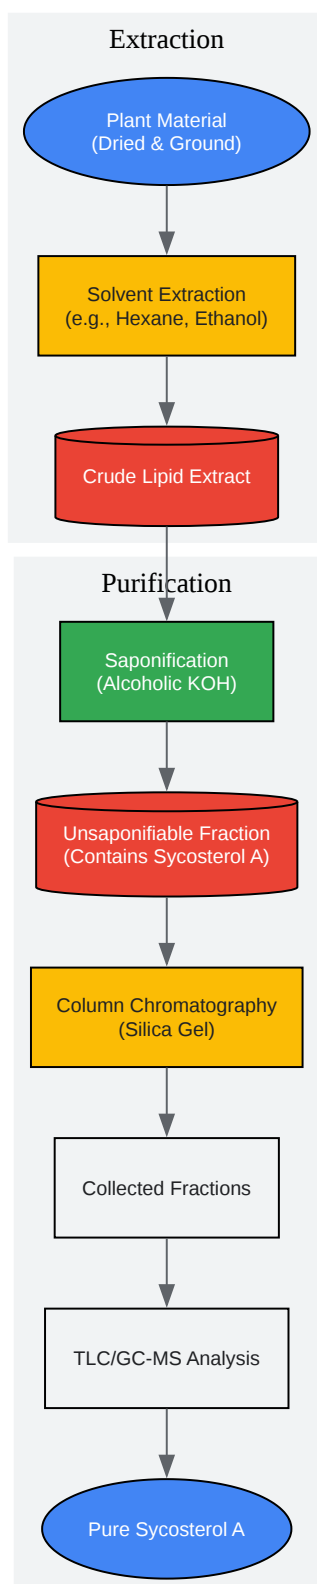 Extraction
Plant Material
(Dried & Ground)
Solvent Extraction
(e.g., Hexane, Ethanol)
Crude Lipid Extract
Purification
Saponification
(Alcoholic KOH)
Unsaponifiable Fraction
(Contains Sycosterol A)
Column Chromatography
(Silica Gel)
Collected Fractions
TLC/GC-MS Analysis
Pure Sycosterol A